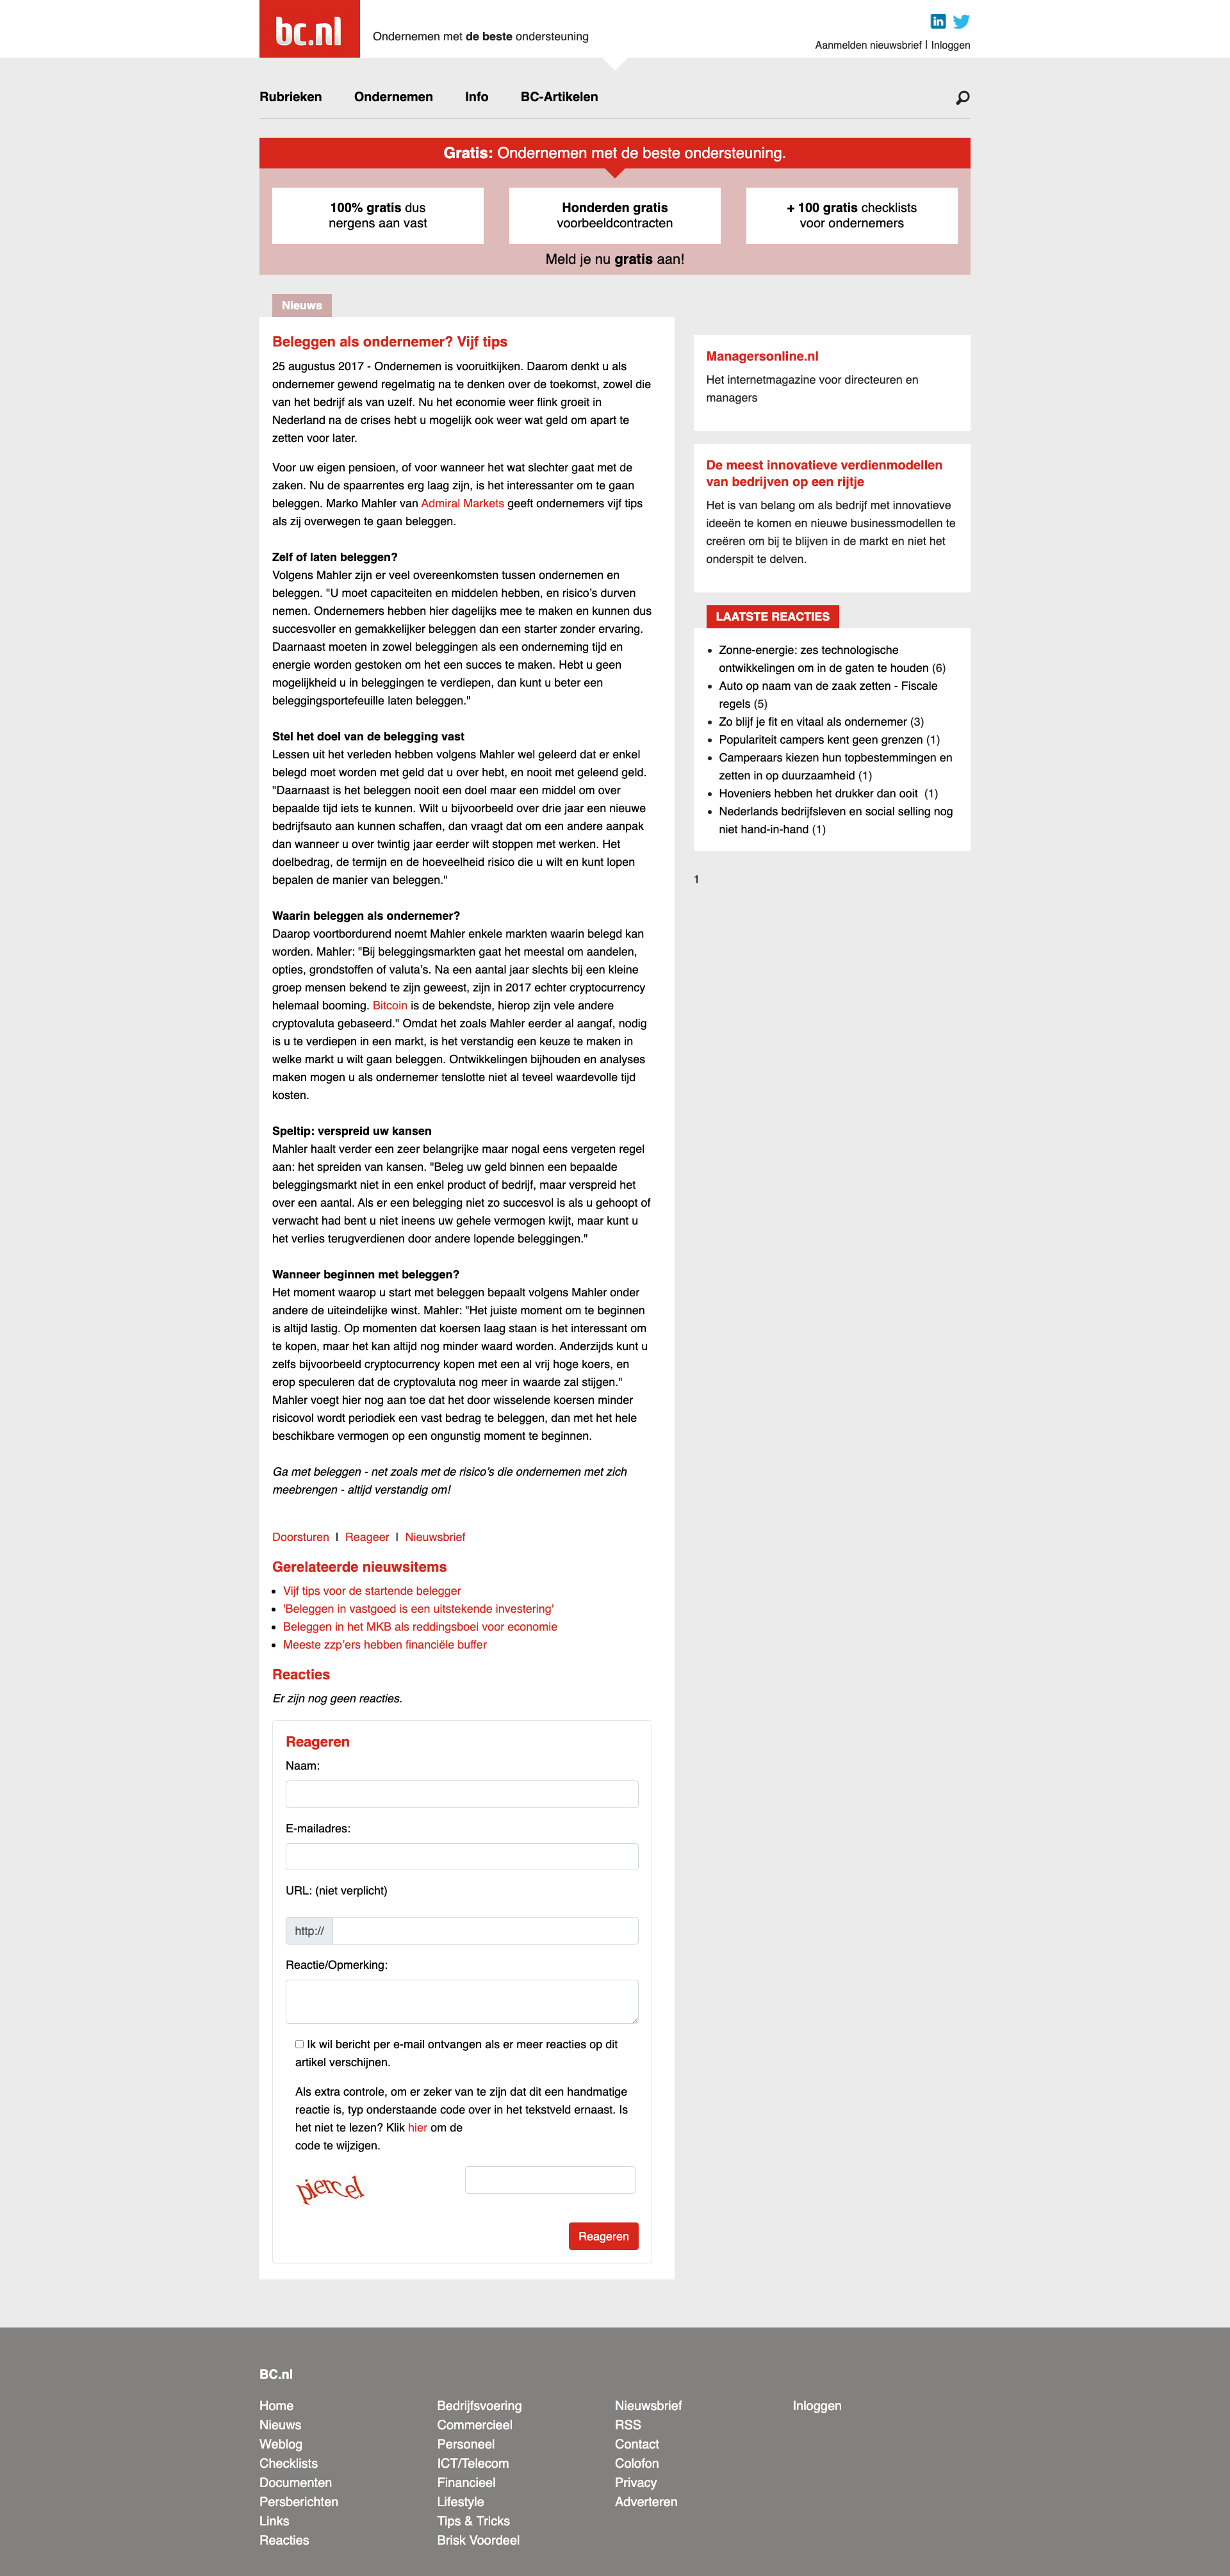 bc.nl
Ondernemen met de beste ondersteuning
Aanmelden nieuwsbrief | Inloggen
Rubrieken
Ondernemen
Info
BC-Artikelen
Gratis: Ondernemen met de beste ondersteuning.
100% gratis dus
nergens aan vast
Honderden gratis
voorbeeldcontracten
+ 100 gratis checklists
voor ondernemers
Meld je nu gratis aan!
Nieuws
Beleggen als ondernemer? Vijf tips
25 augustus 2017 - Ondernemen is vooruitkijken. Daarom denkt u als
ondernemer gewend regelmatig na te denken over de toekomst, zowel die
van het bedrijf als van uzelf. Nu het economie weer flink groeit in
Nederland na de crises hebt u mogelijk ook weer wat geld om apart te
zetten voor later.
Voor uw eigen pensioen, of voor wanneer het wat slechter gaat met de
zaken. Nu de spaarrentes erg laag zijn, is het interessanter om te gaan
beleggen. Marko Mahler van Admiral Markets geeft ondernemers vijf tips
als zij overwegen te gaan beleggen.
Zelf of laten beleggen?
Volgens Mahler zijn er veel overeenkomsten tussen ondernemen en
beleggen. "U moet capaciteiten en middelen hebben, en risico's durven
nemen. Ondernemers hebben hier dagelijks mee te maken en kunnen dus
succesvoller en gemakkelijker beleggen dan een starter zonder ervaring.
Daarnaast moeten in zowel beleggingen als een onderneming tijd en
energie worden gestoken om het een succes te maken. Hebt u geen
mogelijkheid u in beleggingen te verdiepen, dan kunt u beter een
beleggingsportefeuille laten beleggen."
Stel het doel van de belegging vast
Lessen uit het verleden hebben volgens Mahler wel geleerd dat er enkel
belegd moet worden met geld dat u over hebt, en nooit met geleend geld.
"Daarnaast is het beleggen nooit een doel maar een middel om over
bepaalde tijd iets te kunnen. Wilt u bijvoorbeeld over drie jaar een nieuwe
bedrijfsauto aan kunnen schaffen, dan vraagt dat om een andere aanpak
dan wanneer u over twintig jaar eerder wilt stoppen met werken. Het
doelbedrag, de termijn en de hoeveelheid risico die u wilt en kunt lopen
bepalen de manier van beleggen."
Waarin beleggen als ondernemer?
Daarop voortbordurend noemt Mahler enkele markten waarin belegd kan
worden. Mahler: "Bij beleggingsmarkten gaat het meestal om aandelen,
opties, grondstoffen of valuta's. Na een aantal jaar slechts bij een kleine
groep mensen bekend te zijn geweest, zijn in 2017 echter cryptocurrency
helemaal booming. Bitcoin is de bekendste, hierop zijn vele andere
cryptovaluta gebaseerd." Omdat het zoals Mahler eerder al aangaf, nodig
is u te verdiepen in een markt, is het verstandig een keuze te maken in
welke markt u wilt gaan beleggen. Ontwikkelingen bijhouden en analyses
maken mogen u als ondernemer tenslotte niet al teveel waardevolle tijd
kosten.
Speltip: verspreid uw kansen
Mahler haalt verder een zeer belangrijke maar nogal eens vergeten regel
aan: het spreiden van kansen. "Beleg uw geld binnen een bepaalde
beleggingsmarkt niet in een enkel product of bedrijf, maar verspreid het
over een aantal. Als er een belegging niet zo succesvol is als u gehoopt of
verwacht had bent u niet ineens uw gehele vermogen kwijt, maar kunt u
het verlies terugverdienen door andere lopende beleggingen."
Wanneer beginnen met beleggen?
Het moment waarop u start met beleggen bepaalt volgens Mahler onder
andere de uiteindelijke winst. Mahler: "Het juiste moment om te beginnen
is altijd lastig. Op momenten dat koersen laag staan is het interessant om
te kopen, maar het kan altijd nog minder waard worden. Anderzijds kunt u
zelfs bijvoorbeeld cryptocurrency kopen met een al vrij hoge koers, en
erop speculeren dat de cryptovaluta nog meer in waarde zal stijgen."
Mahler voegt hier nog aan toe dat het door wisselende koersen minder
risicovol wordt periodiek een vast bedrag te beleggen, dan met het hele
beschikbare vermogen op een ongunstig moment te beginnen.
Ga met beleggen - net zoals met de risico's die ondernemen met zich
meebrengen - altijd verstandig om!
Doorsturen | Reageer | Nieuwsbrief
Gerelateerde nieuwsitems
Vijf tips voor de startende belegger
'Beleggen in vastgoed is een uitstekende investering'
Beleggen in het MKB als reddingsboei voor economie
Meeste zzp'ers hebben financiële buffer
Reacties
Er zijn nog geen reacties.
Reageren
Naam:
E-mailadres:
URL: (niet verplicht)
http://
Reactie/Opmerking:
Ik wil bericht per e-mail ontvangen als er meer reacties op dit
artikel verschijnen.
Als extra controle, om er zeker van te zijn dat dit een handmatige
reactie is, typ onderstaande code over in het tekstveld ernaast. Is
het niet te lezen? Klik hier om de
code te wijzigen.
piercel
Reageren
Managersonline.nl
Het internetmagazine voor directeuren en
managers
De meest innovatieve verdienmodellen
van bedrijven op een rijtje
Het is van belang om als bedrijf met innovatieve
ideeën te komen en nieuwe businessmodellen te
creëren om bij te blijven in de markt en niet het
onderspit te delven.
LAATSTE REACTIES
Zonne-energie: zes technologische
ontwikkelingen om in de gaten te houden (6)
Auto op naam van de zaak zetten - Fiscale
regels (5)
Zo blijf je fit en vitaal als ondernemer (3)
Populariteit campers kent geen grenzen (1)
Camperaars kiezen hun topbestemmingen en
zetten in op duurzaamheid (1)
Hoveniers hebben het drukker dan ooit (1)
Nederlands bedrijfsleven en social selling nog
niet hand-in-hand (1)
1
BC.nl
Home
Nieuws
Weblog
Checklists
Documenten
Persberichten
Links
Reacties
Bedrijfsvoering
Commercieel
Personeel
ICT/Telecom
Financieel
Lifestyle
Tips & Tricks
Brisk Voordeel
Nieuwsbrief
RSS
Contact
Colofon
Privacy
Adverteren
Inloggen